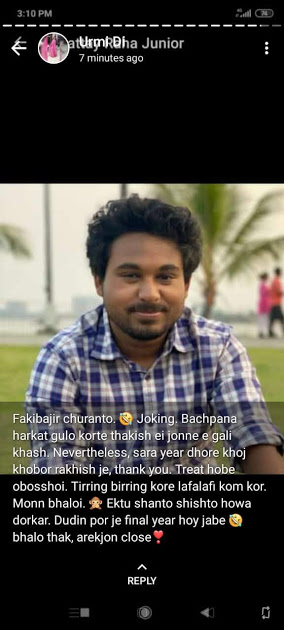 3:10 PM
Urmi Di
7 minutes ago
Fakibajir churanto. 🤣 Joking. Bachpana
harkat gulo korte thakish ei jonne e gali
khash. Nevertheless, sara year dhore khoj
khobor rakhish je, thank you. Treat hobe
obosshoi. Tirring birring kore lafalafi kom kor.
Monn bhaloi. 🙊 Ektu shanto shishto howa
dorkar. Dudin por je final year hoy jabe 🤣
bhalo thak, arekjon close❣️
REPLY